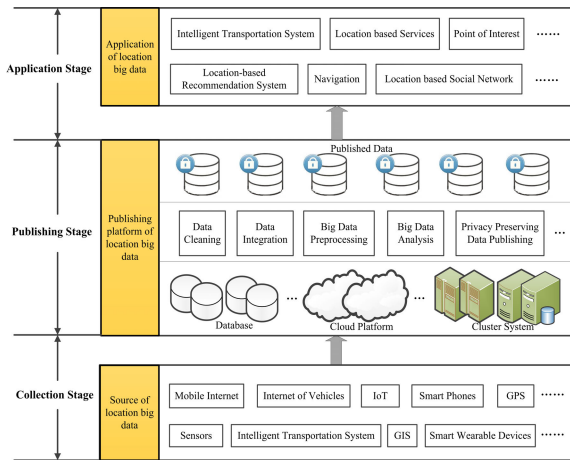 Application Stage
Application
of location
big data
Intelligent Transportation System
Location based Services
Point of Interest
······
Location-based
Recommendation System
Navigation
Location based Social Network
······
Publishing Stage
Publishing
platform of
location big
data
Published Data
Data
Cleaning
Data
Integration
Big Data
Preprocessing
Big Data
Analysis
Privacy Preserving
Data Publishing
···
Database
···
Cloud Platform
···
Cluster System
Collection Stage
Source of
location big
data
Mobile Internet
Internet of Vehicles
IoT
Smart Phones
GPS
······
Sensors
Intelligent Transportation System
GIS
Smart Wearable Devices
······